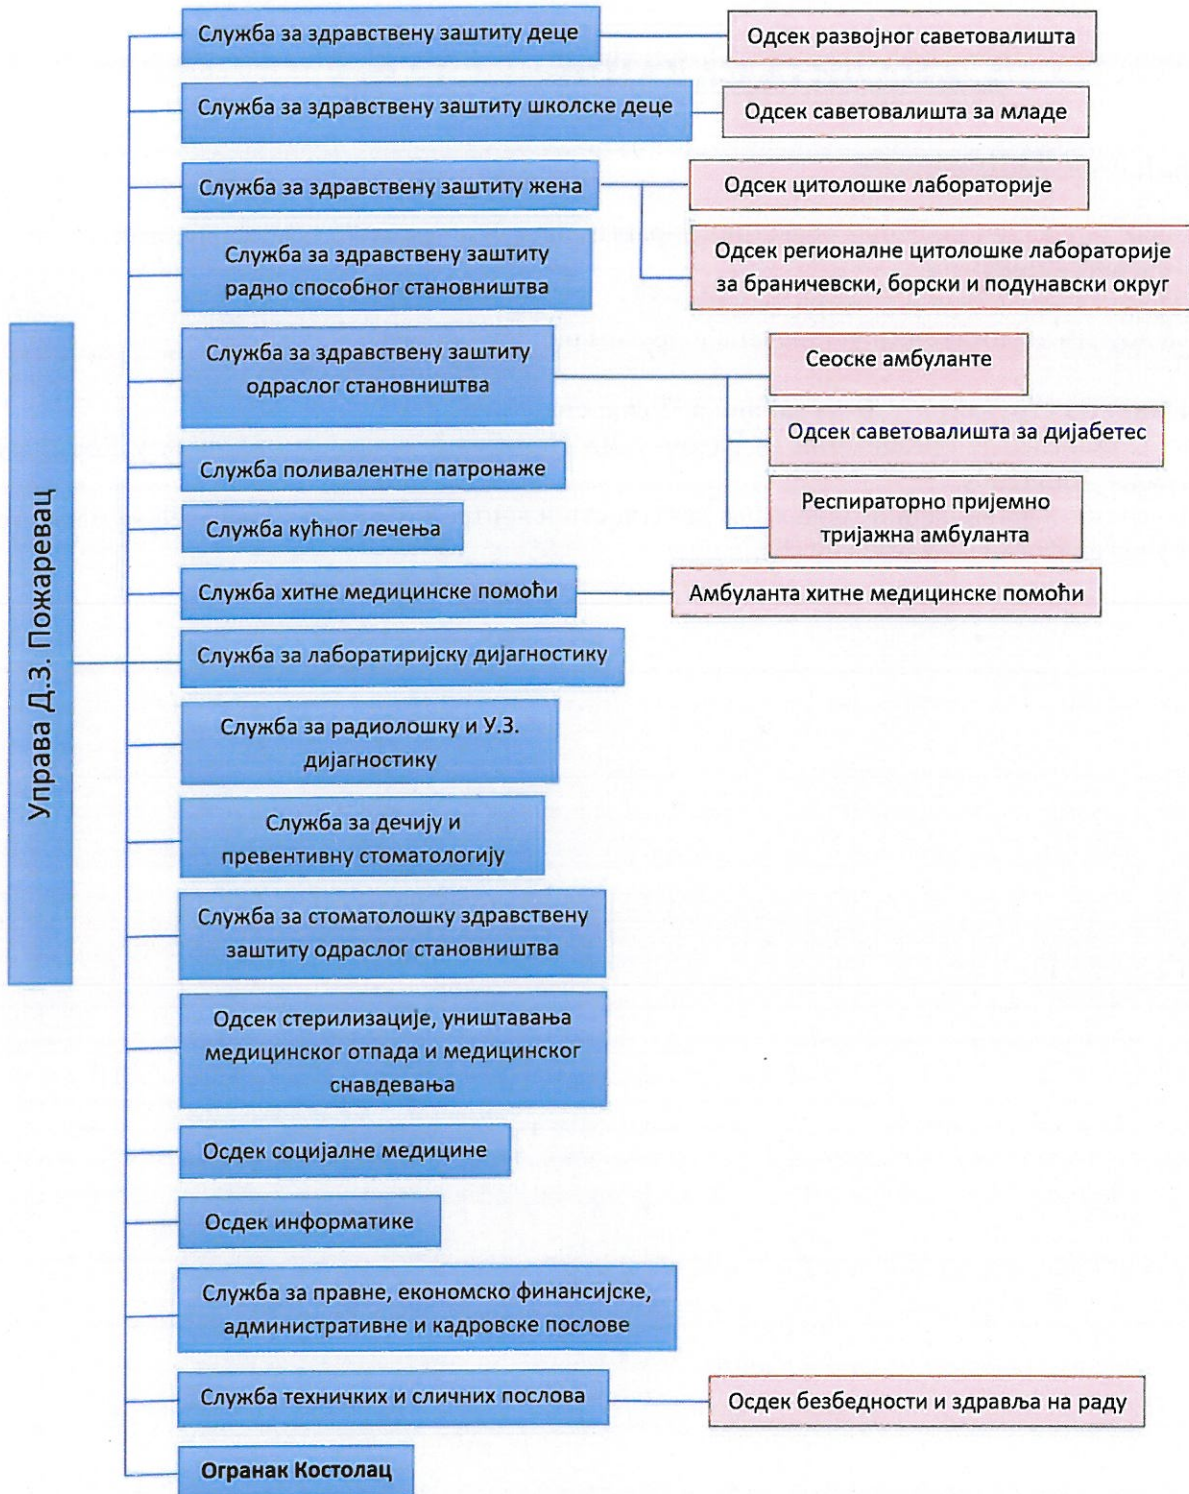 Управа Д.З. Пожаревац
Служба за здравствену заштиту деце
Одсек развојног саветовалишта
Служба за здравствену заштиту школске деце
Одсек саветовалишта за младе
Служба за здравствену заштиту жена
Одсек цитолошке лабораторије
Одсек регионалне цитолошке лабораторије
за браничевски, борски и подунавски округ
Служба за здравствену заштиту
радно способног становништва
Служба за здравствену заштиту
одраслог становништва
Сеоске амбуланте
Одсек саветовалишта за дијабетес
Респираторно пријемно
тријажна амбуланта
Служба поливалентне патронаже
Служба кућног лечења
Служба хитне медицинске помоћи
Амбуланта хитне медицинске помоћи
Служба за лаборатиријску дијагностику
Служба за радиолошку и У.З.
дијагностику
Служба за дечију и
превентивну стоматологију
Служба за стоматолошку здравствену
заштиту одраслог становништва
Одсек стерилизације, уништавања
медицинског отпада и медицинског
снавдевања
Осдек социјалне медицине
Осдек информатике
Служба за правне, економско финансијске,
административне и кадровске послове
Служба техничких и сличних послова
Осдек безбедности и здравља на раду
Огранак Костолац